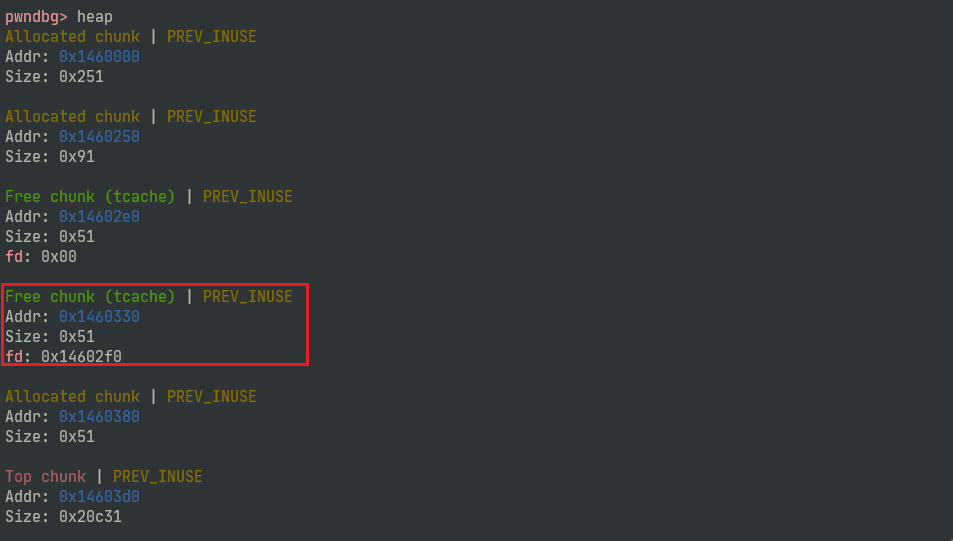 pwndbg> heap
Allocated chunk | PREV_INUSE
Addr: 0x1460000
Size: 0x251
Allocated chunk | PREV_INUSE
Addr: 0x1460250
Size: 0x91
Free chunk (tcache) | PREV_INUSE
Addr: 0x14602e0
Size: 0x51
fd: 0x00
Free chunk (tcache) | PREV_INUSE
Addr: 0x1460330
Size: 0x51
fd: 0x14602f0
Allocated chunk | PREV_INUSE
Addr: 0x1460380
Size: 0x51
Top chunk | PREV_INUSE
Addr: 0x14603d0
Size: 0x20c31